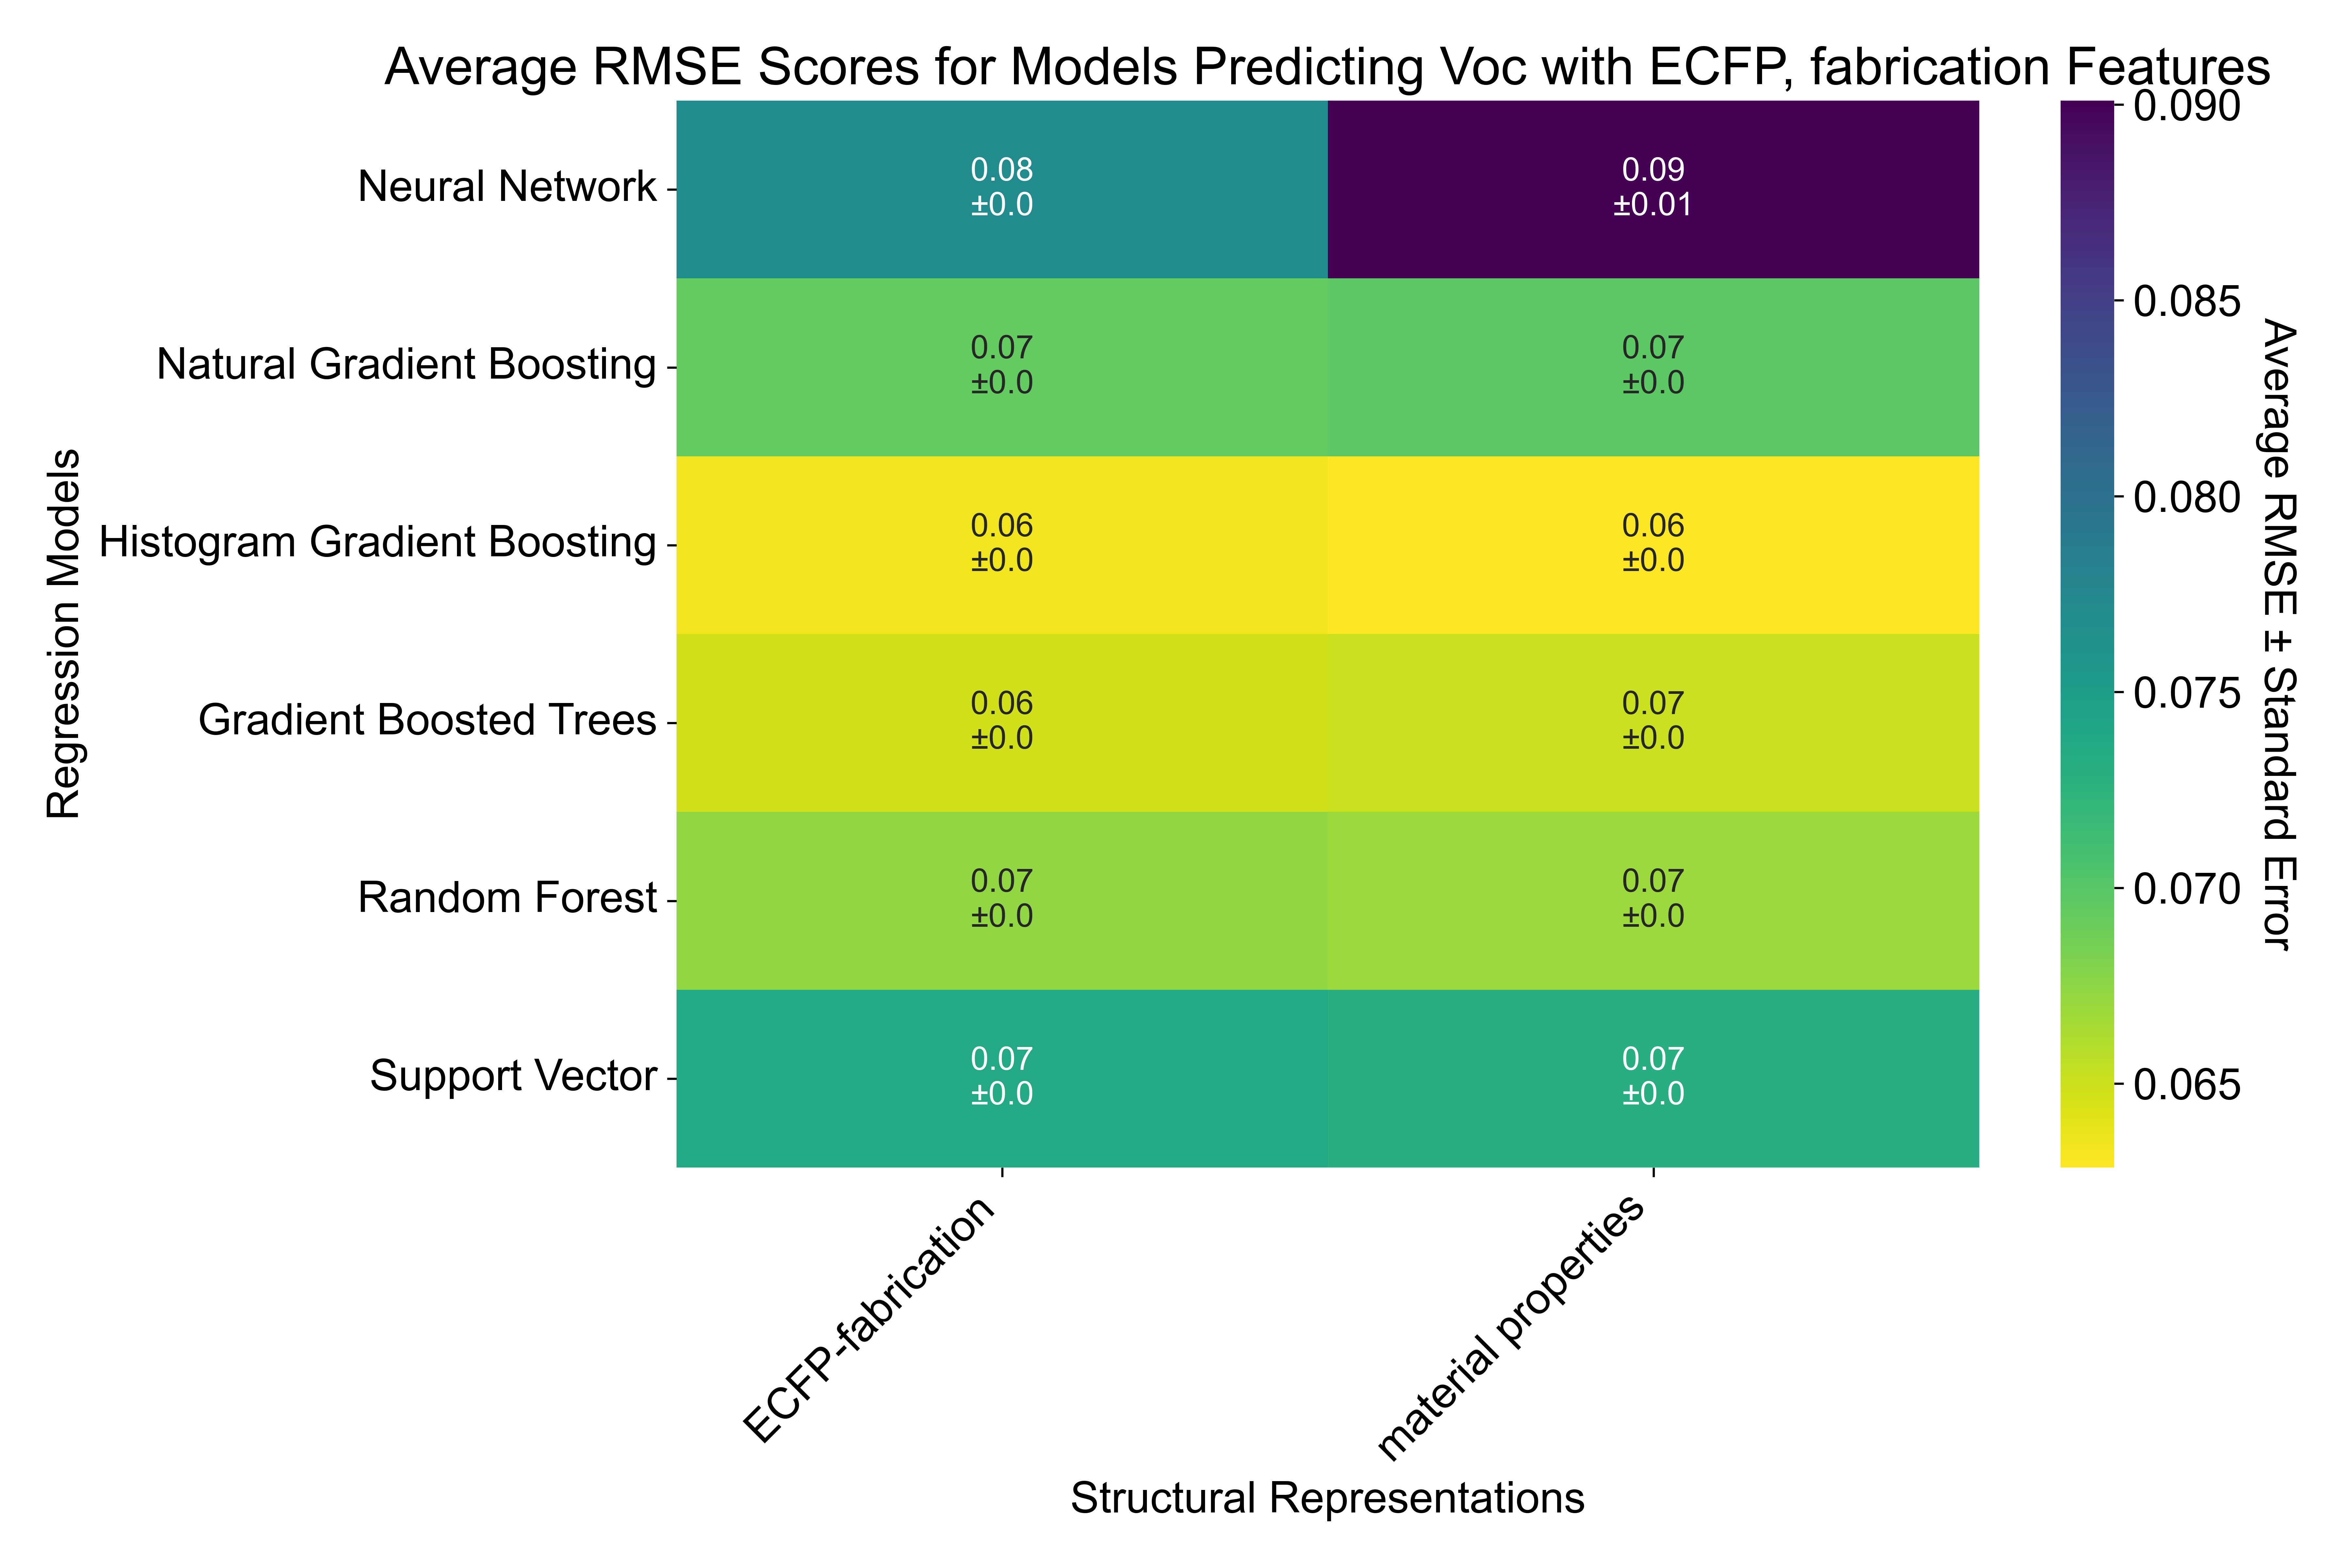 Average RMSE Scores for Models Predicting Voc with ECFP, fabrication Features
Regression Models
Neural Network
0.08
±0.0
0.09
±0.01
Natural Gradient Boosting
0.07
±0.0
0.07
±0.0
Histogram Gradient Boosting
0.06
±0.0
0.06
±0.0
Gradient Boosted Trees
0.06
±0.0
0.07
±0.0
Random Forest
0.07
±0.0
0.07
±0.0
Support Vector
0.07
±0.0
0.07
±0.0
ECFP-fabrication
material properties
Structural Representations
0.090
0.085
0.080
0.075
0.070
0.065
Average RMSE ± Standard Error